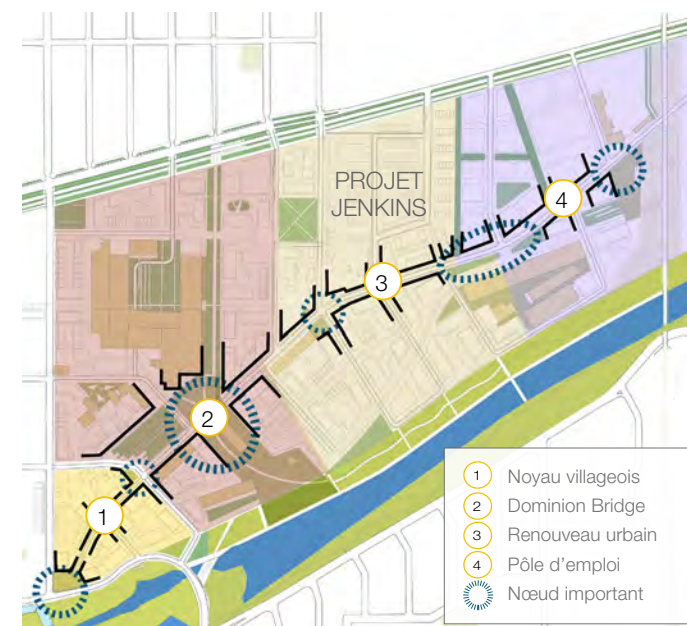 PROJET
JENKINS
4
3
2
1
1 Noyau villageois
2 Dominion Bridge
3 Renouveau urbain
4 Pôle d'emploi
Nœud important